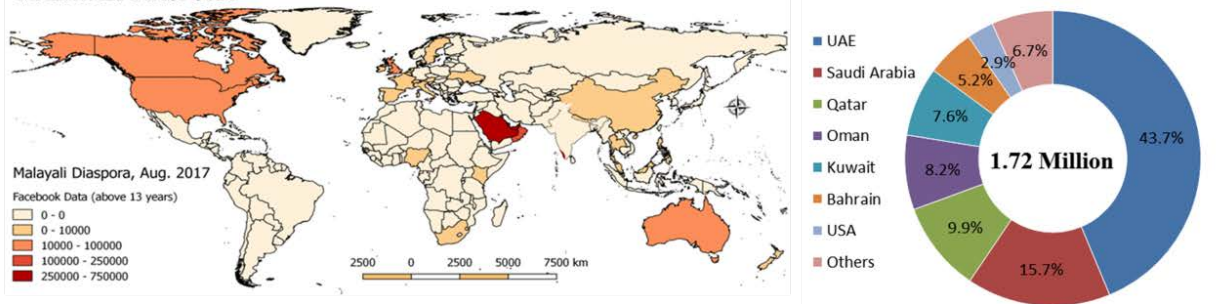 Malayali Diaspora, Aug. 2017
Facebook Data (above 13 years)
0 - 0
0 - 10000
10000 - 100000
100000 - 250000
250000 - 750000
2500 0 2500 5000 7500 km
UAE
Saudi Arabia
Qatar
Oman
Kuwait
Bahrain
USA
Others
43.7%
15.7%
9.9%
8.2%
7.6%
5.2%
2.9%
6.7%
1.72 Million